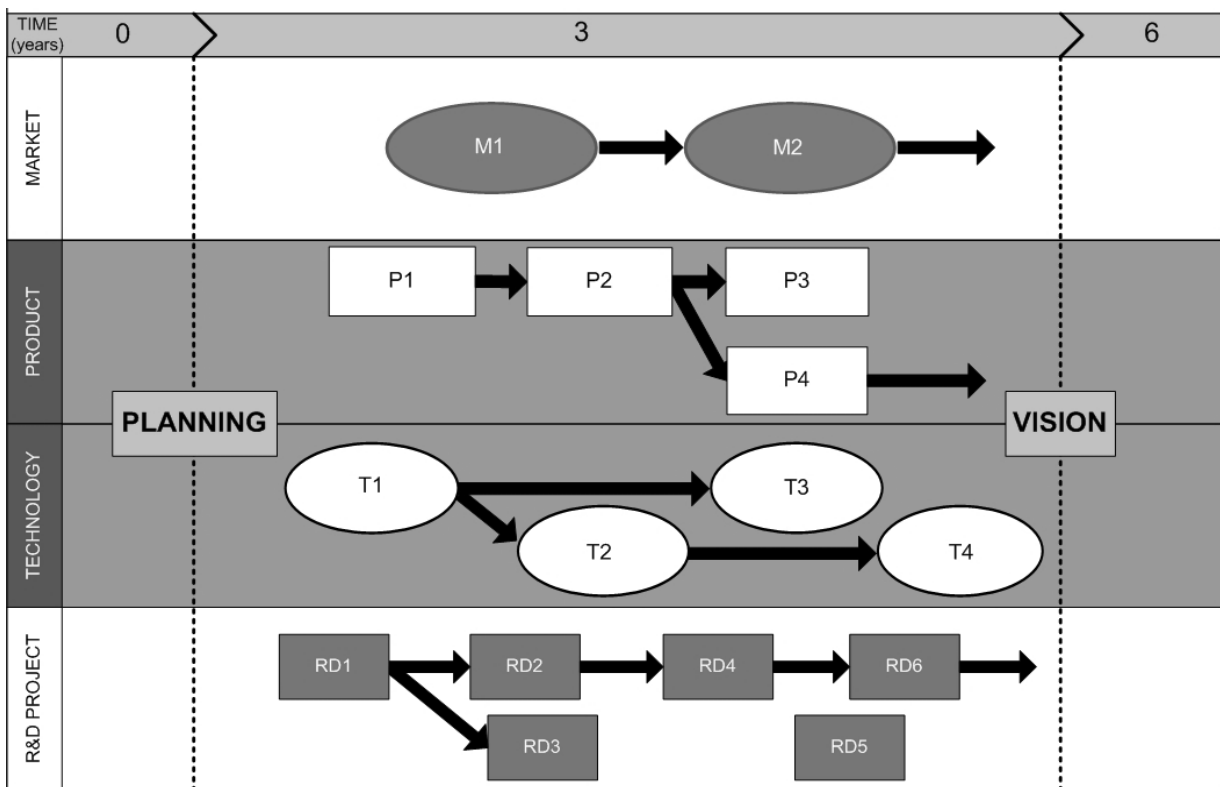 TIME
(years)
0
3
6
MARKET
M1
M2
PRODUCT
P1
P2
P3
P4
PLANNING
VISION
TECHNOLOGY
T1
T3
T2
T4
R&D PROJECT
RD1
RD2
RD4
RD6
RD3
RD5